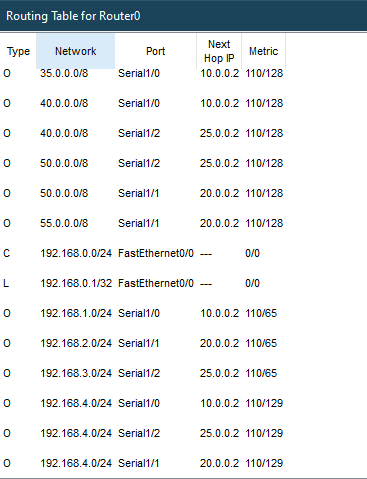 Routing Table for Router0
Type Network Port Next Hop IP Metric
O 35.0.0.0/8 Serial1/0 10.0.0.2 110/128
O 40.0.0.0/8 Serial1/0 10.0.0.2 110/128
O 40.0.0.0/8 Serial1/2 25.0.0.2 110/128
O 50.0.0.0/8 Serial1/2 25.0.0.2 110/128
O 50.0.0.0/8 Serial1/1 20.0.0.2 110/128
O 55.0.0.0/8 Serial1/1 20.0.0.2 110/128
C 192.168.0.0/24 FastEthernet0/0 --- 0/0
L 192.168.0.1/32 FastEthernet0/0 --- 0/0
O 192.168.1.0/24 Serial1/0 10.0.0.2 110/65
O 192.168.2.0/24 Serial1/1 20.0.0.2 110/65
O 192.168.3.0/24 Serial1/2 25.0.0.2 110/65
O 192.168.4.0/24 Serial1/0 10.0.0.2 110/129
O 192.168.4.0/24 Serial1/2 25.0.0.2 110/129
O 192.168.4.0/24 Serial1/1 20.0.0.2 110/129